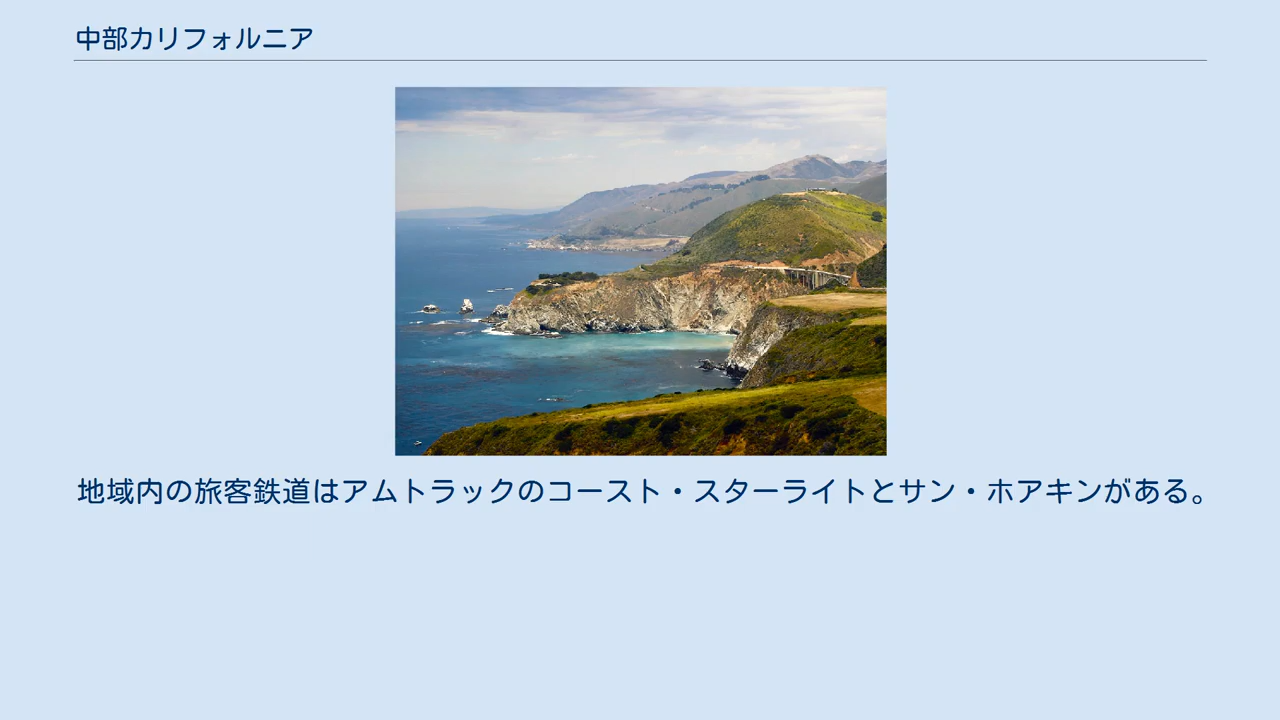 中部カリフォルニア
地域内の旅客鉄道はアムトラックのコースト・スターライトとサン・ホアキンがある。